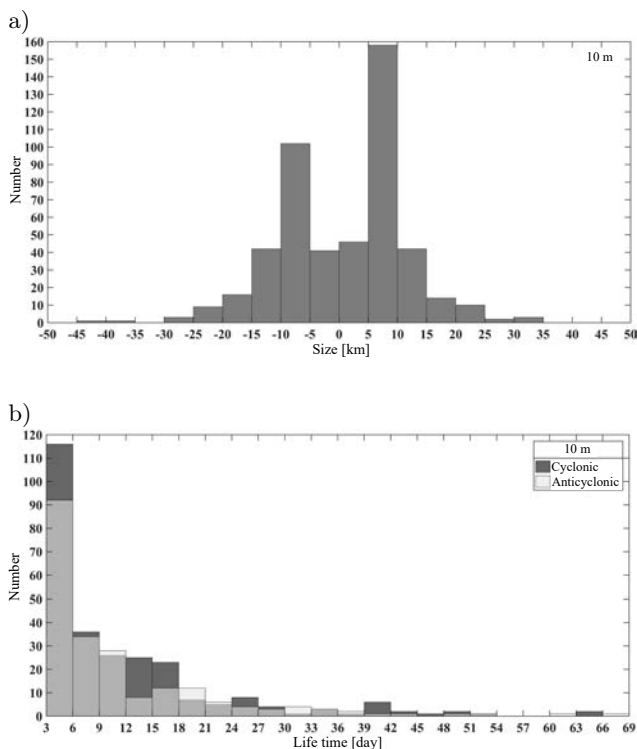 a)
160
150
140
130
120
110
100
90
80
70
60
50
40
30
20
10
0
Number
10 m
-50 -45 -40 -35 -30 -25 -20 -15 -10 -5 0 5 10 15 20 25 30 35 40 45 50
Size [km]
b)
120
110
100
90
80
70
60
50
40
30
20
10
0
Number
10 m
Cyclonic
Anticyclonic
3 6 9 12 15 18 21 24 27 30 33 36 39 42 45 48 51 54 57 60 63 66 69
Life time [day]